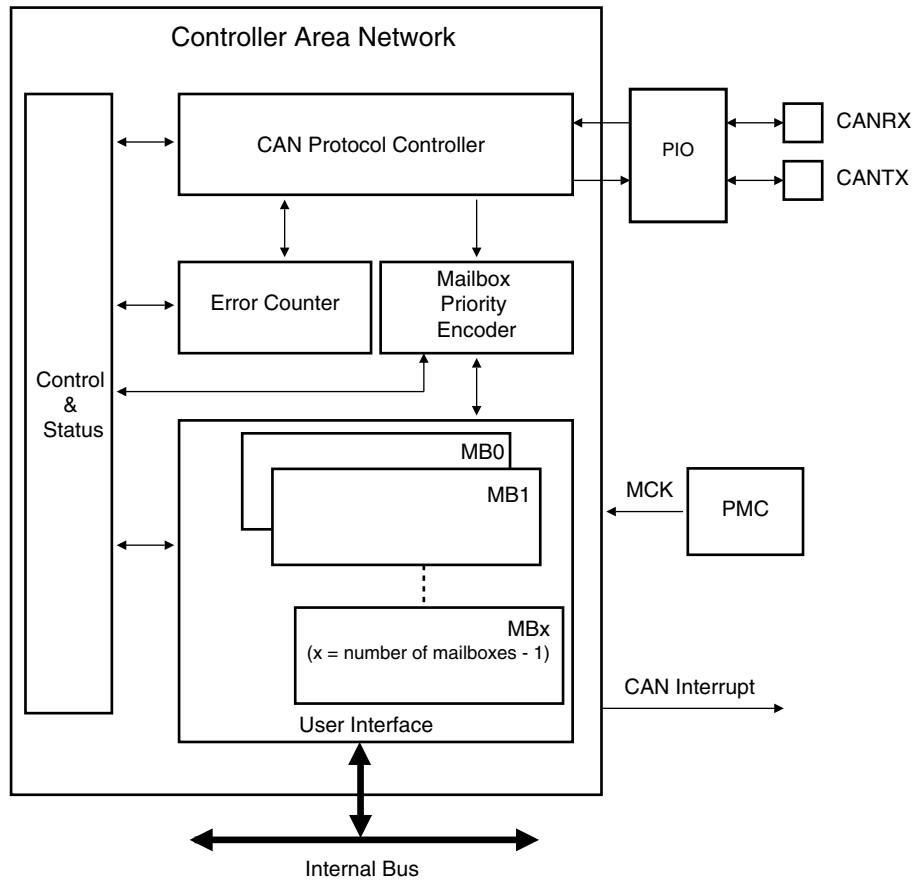 Controller Area Network
CAN Protocol Controller
PIO
CANRX
CANTX
Error Counter
Mailbox
Priority
Encoder
Control
&
Status
MB0
MB1
MCK
PMC
MBx
(x = number of mailboxes - 1)
CAN Interrupt
User Interface
Internal Bus